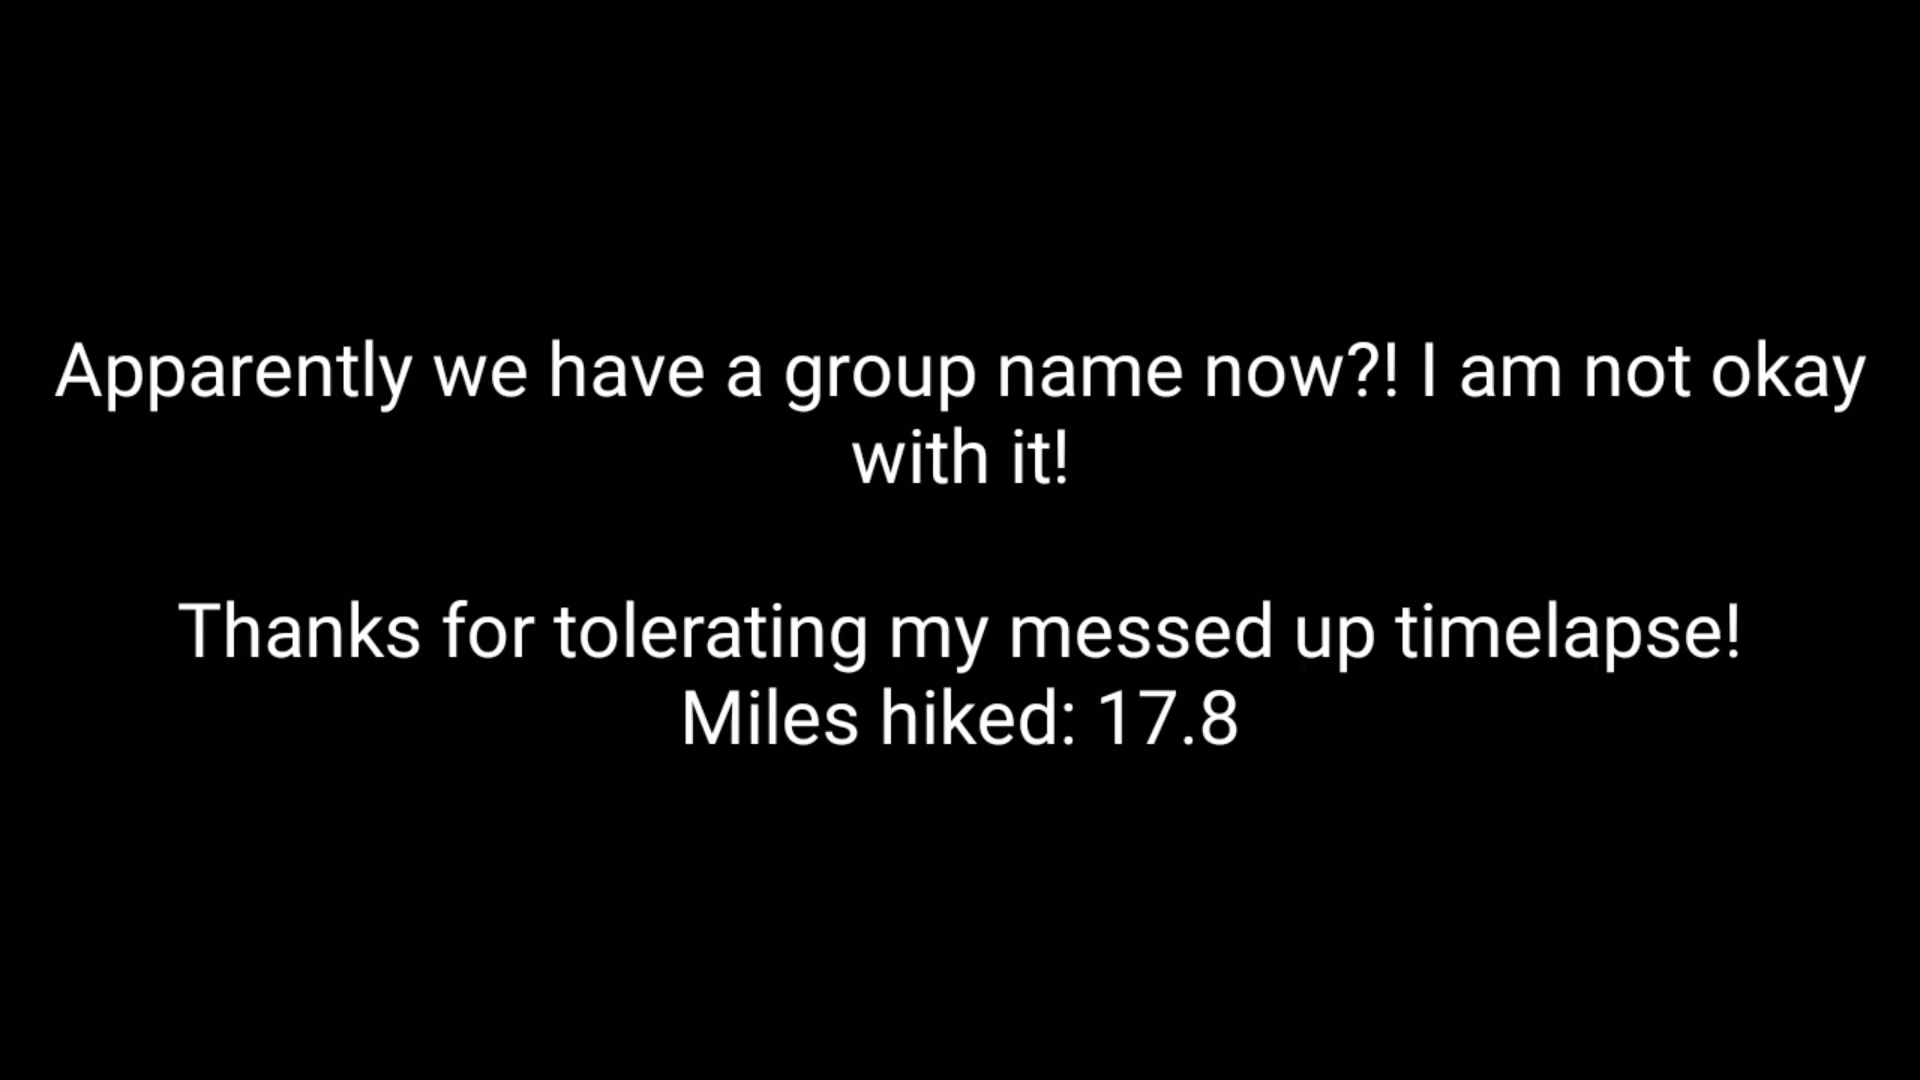 Apparently we have a group name now?! I am not okay
with it!
Thanks for tolerating my messed up timelapse!
Miles hiked: 17.8